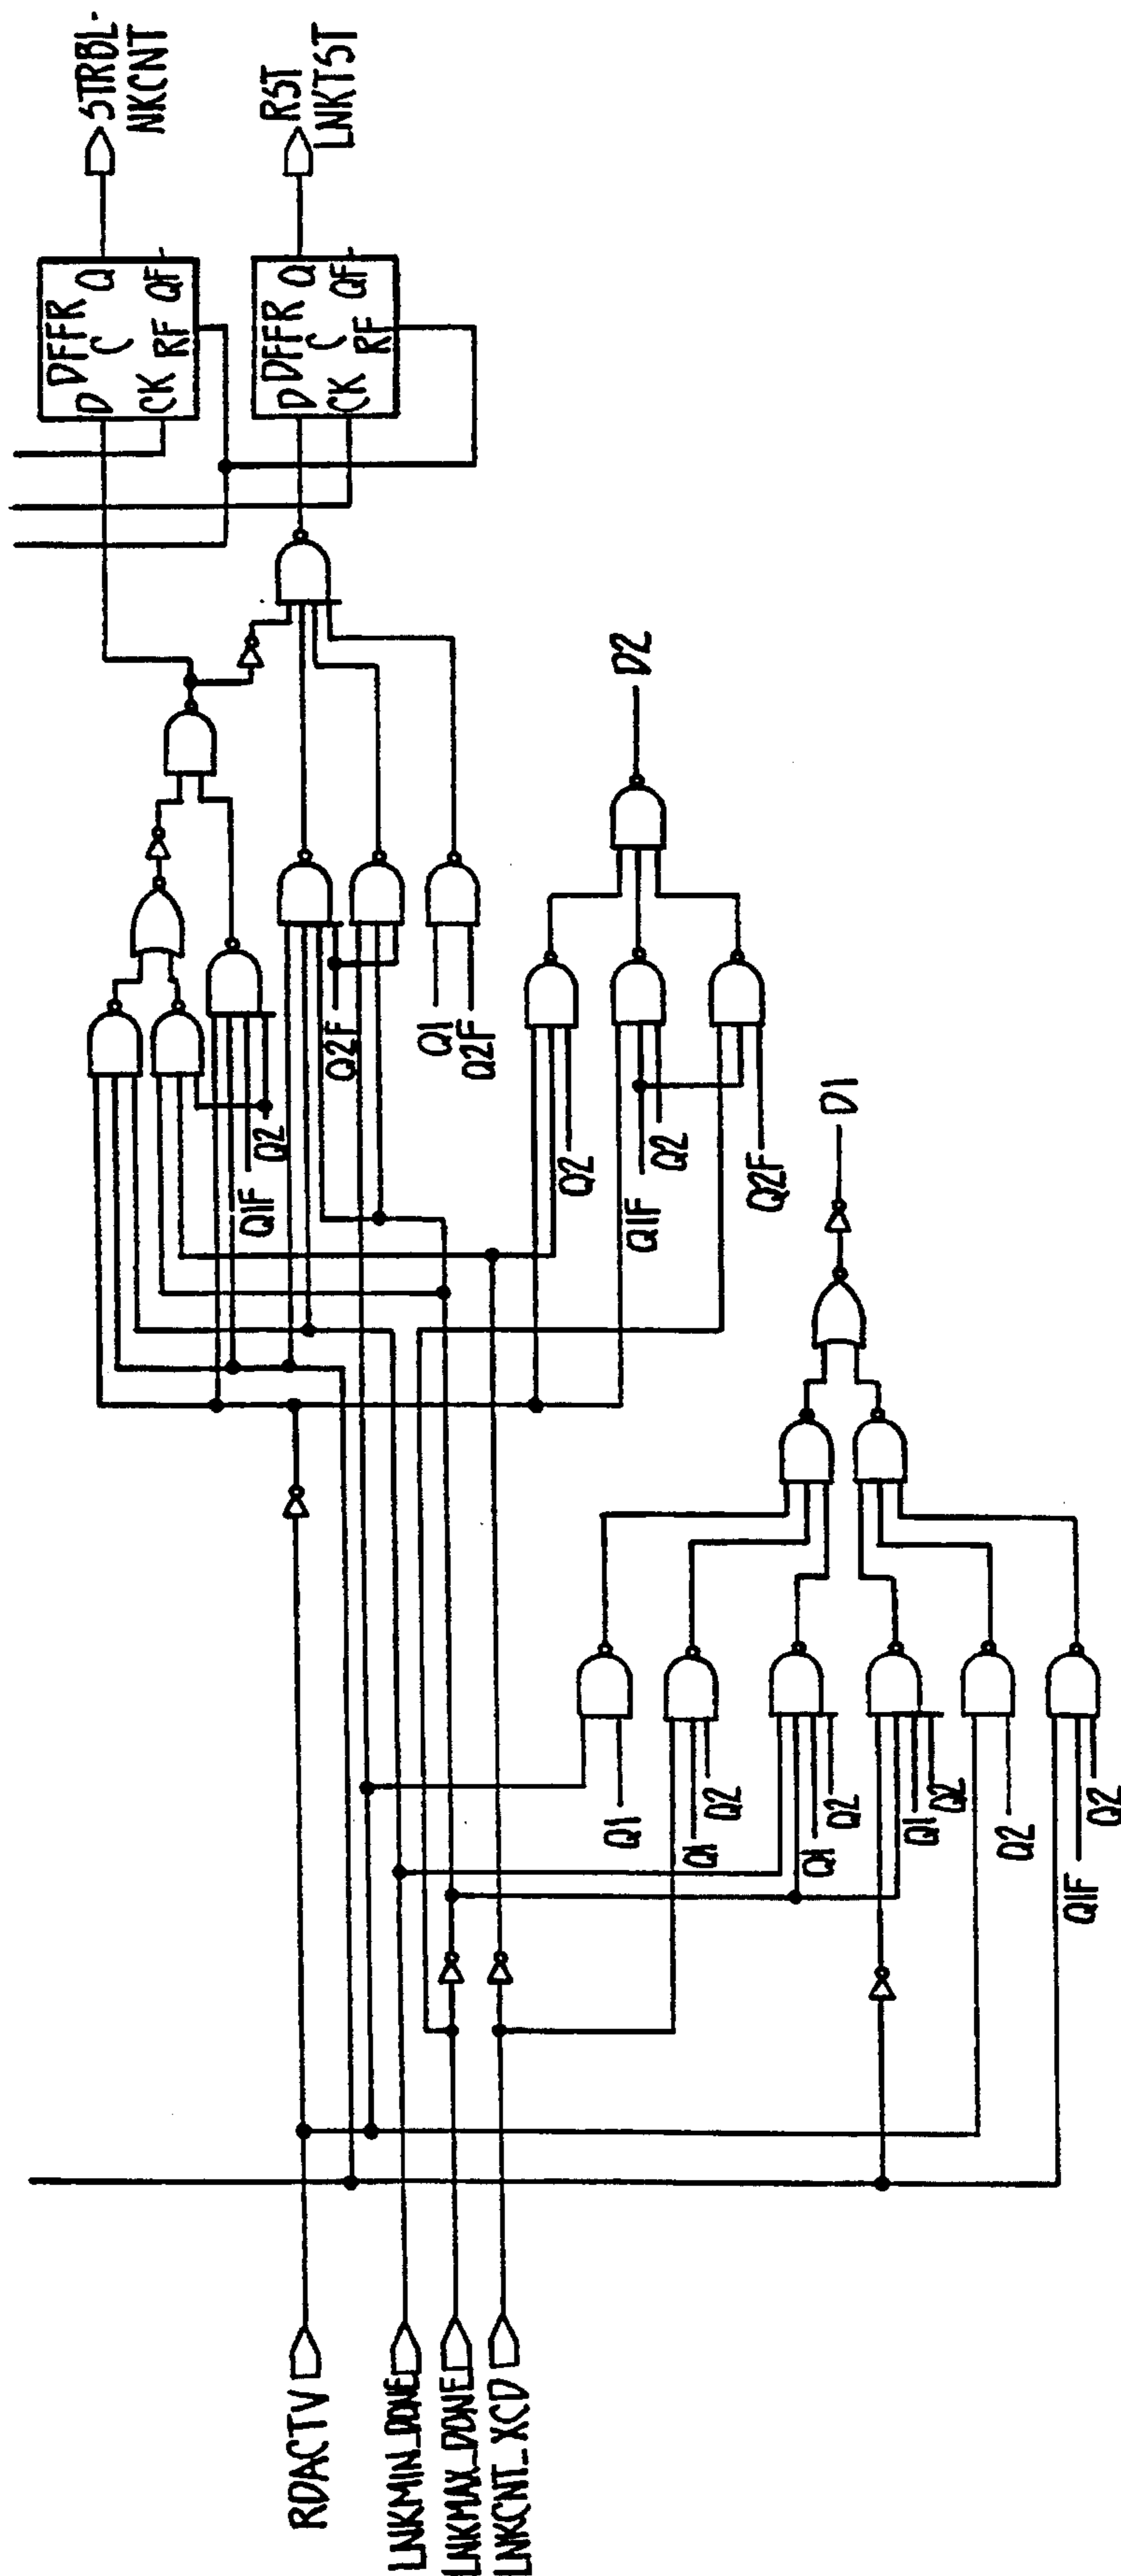 STRBL-
NKCNT
DFFR
D
C
Q
CK
RF
QF
RST
LNKTST
DFFR
D
C
Q
CK
RF
QF
Q1F
Q2
Q2F
Q1
Q2F
D2
Q2
Q1F
Q2
Q2F
D1
Q1
Q1
Q2
Q1
Q2
Q1
Q2
Q2
Q1F
Q2
RDACTV
LNKMIN_DONE
LNKMAX_DONE
LNKCNT_XCD